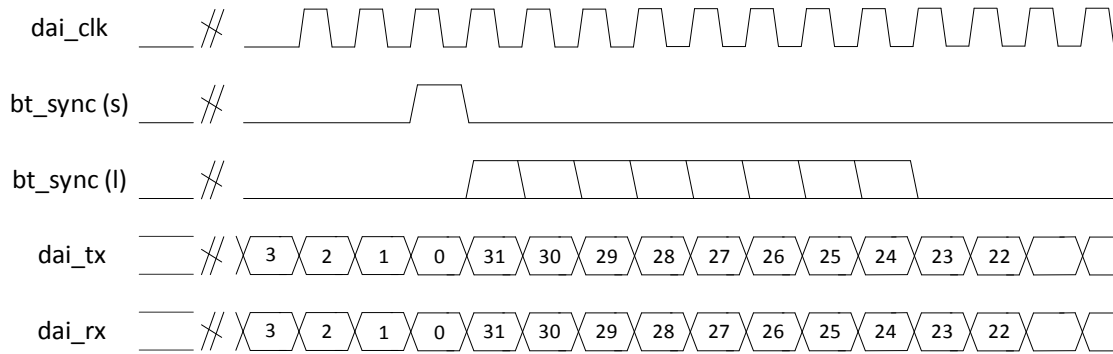 dai_clk
bt_sync (s)
bt_sync (l)
dai_tx 3 2 1 0 31 30 29 28 27 26 25 24 23 22
dai_rx 3 2 1 0 31 30 29 28 27 26 25 24 23 22